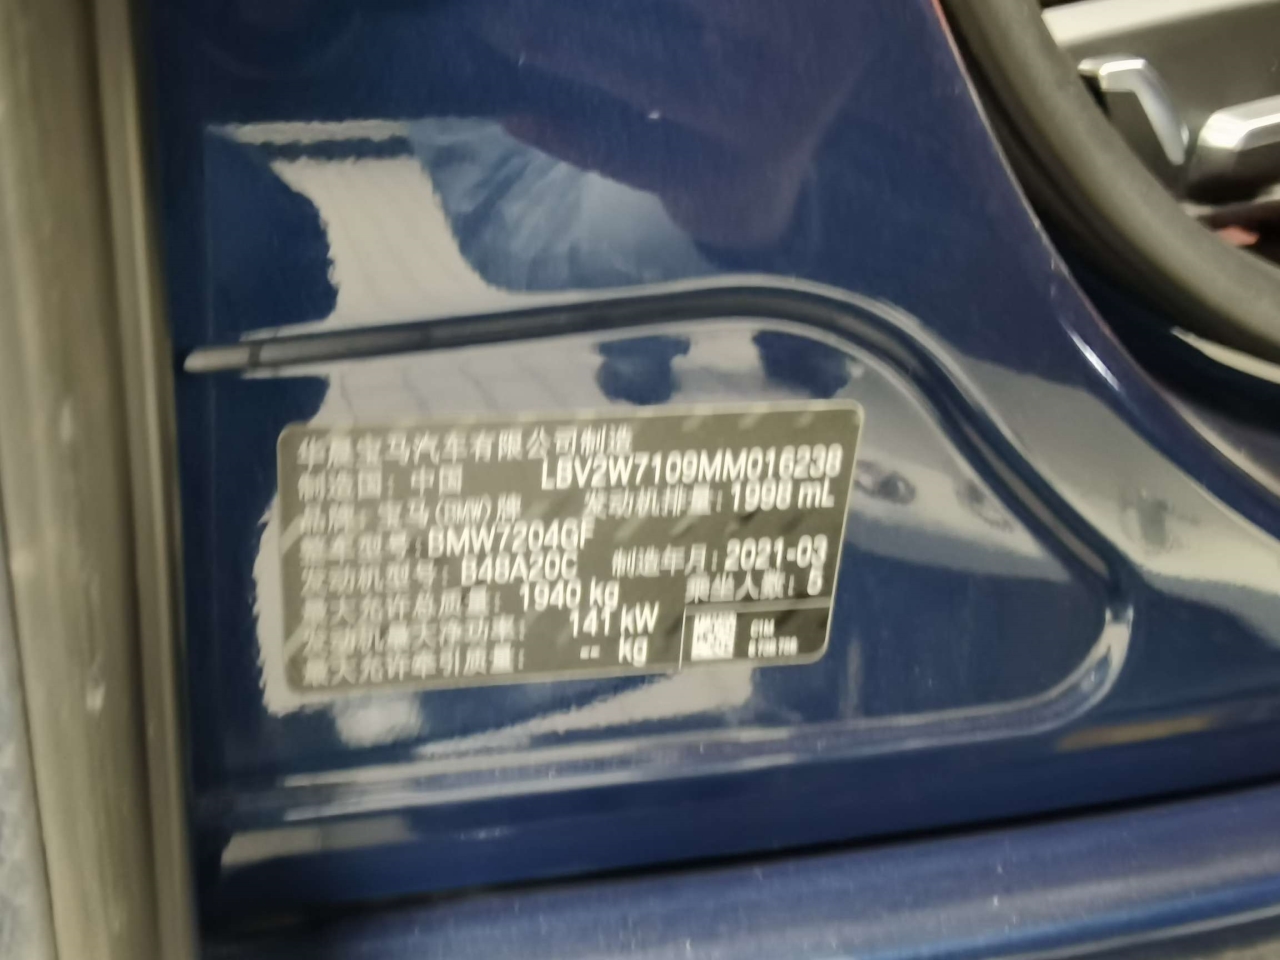 华晨宝马汽车有限公司制造
制造国: 中国 LBV2W7109MM016238
品牌: 宝马(BMW)牌 发动机排量: 1998 mL
整车型号: BMW7204GF
发动机型号: B48A20C 制造年月: 2021-03
最大允许总质量: 1940 kg 乘坐人数: 5
发动机最大净功率: 141 kW
最大允许牵引质量: -- kg